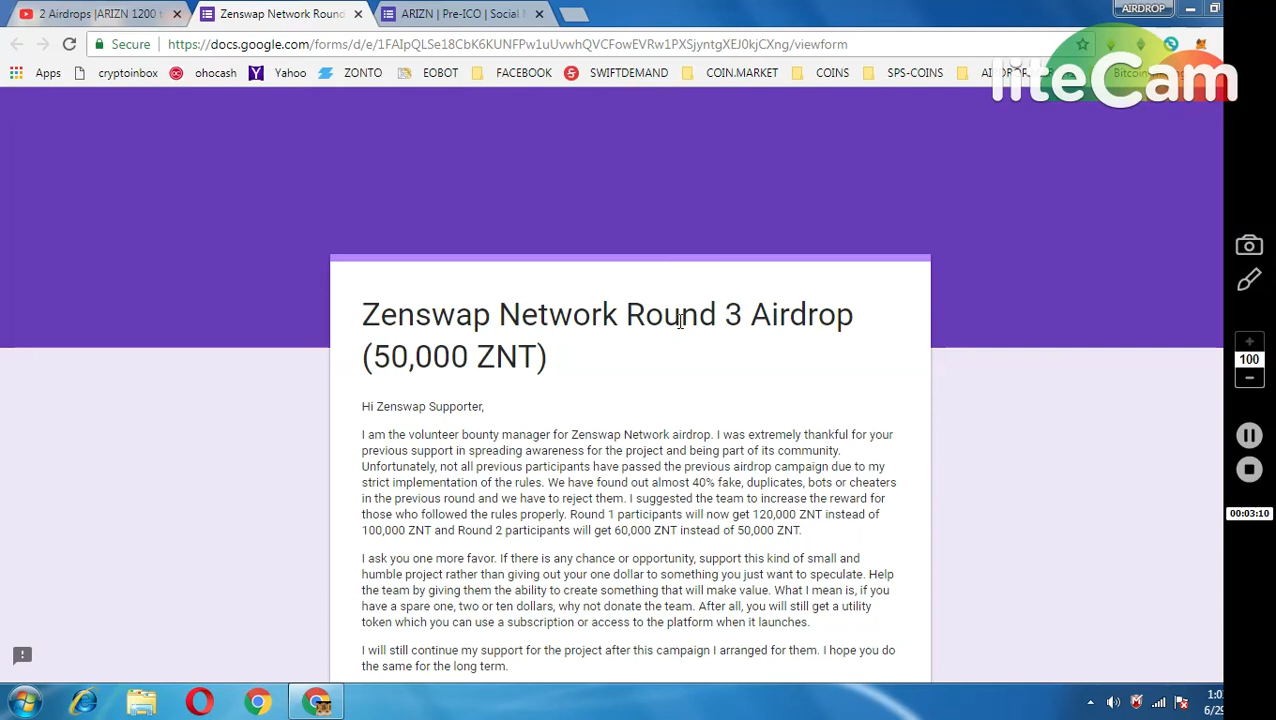 AIRDROP
2 Airdrops |ARIZN 1200 t
Zenswap Network Round
ARIZN | Pre-ICO | Social
Secure
https://docs.google.com/forms/d/e/1FAIpQLSe18CbK6KUNFPw1uUvwhQVCFowEVRw1PXSjyntgXEJ0kjCXng/viewform
Apps cryptoinbox ohocash Yahoo ZONTO EOBOT FACEBOOK SWIFTDEMAND COIN.MARKET COINS SPS-COINS
liteCam
Zenswap Network Round 3 Airdrop
(50,000 ZNT)
Hi Zenswap Supporter,
I am the volunteer bounty manager for Zenswap Network airdrop. I was extremely thankful for your
previous support in spreading awareness for the project and being part of its community.
Unfortunately, not all previous participants have passed the previous airdrop campaign due to my
strict implementation of the rules. We have found out almost 40% fake, duplicates, bots or cheaters
in the previous round and we have to reject them. I suggested the team to increase the reward for
those who followed the rules properly. Round 1 participants will now get 120,000 ZNT instead of
100,000 ZNT and Round 2 participants will get 60,000 ZNT instead of 50,000 ZNT.
I ask you one more favor. If there is any chance or opportunity, support this kind of small and
humble project rather than giving out your one dollar to something you just want to speculate. Help
the team by giving them the ability to create something that will make value. What I mean is, if you
have a spare one, two or ten dollars, why not donate the team. After all, you will still get a utility
token which you can use a subscription or access to the platform when it launches.
I will still continue my support for the project after this campaign I arranged for them. I hope you do
the same for the long term.
100
00:03:10